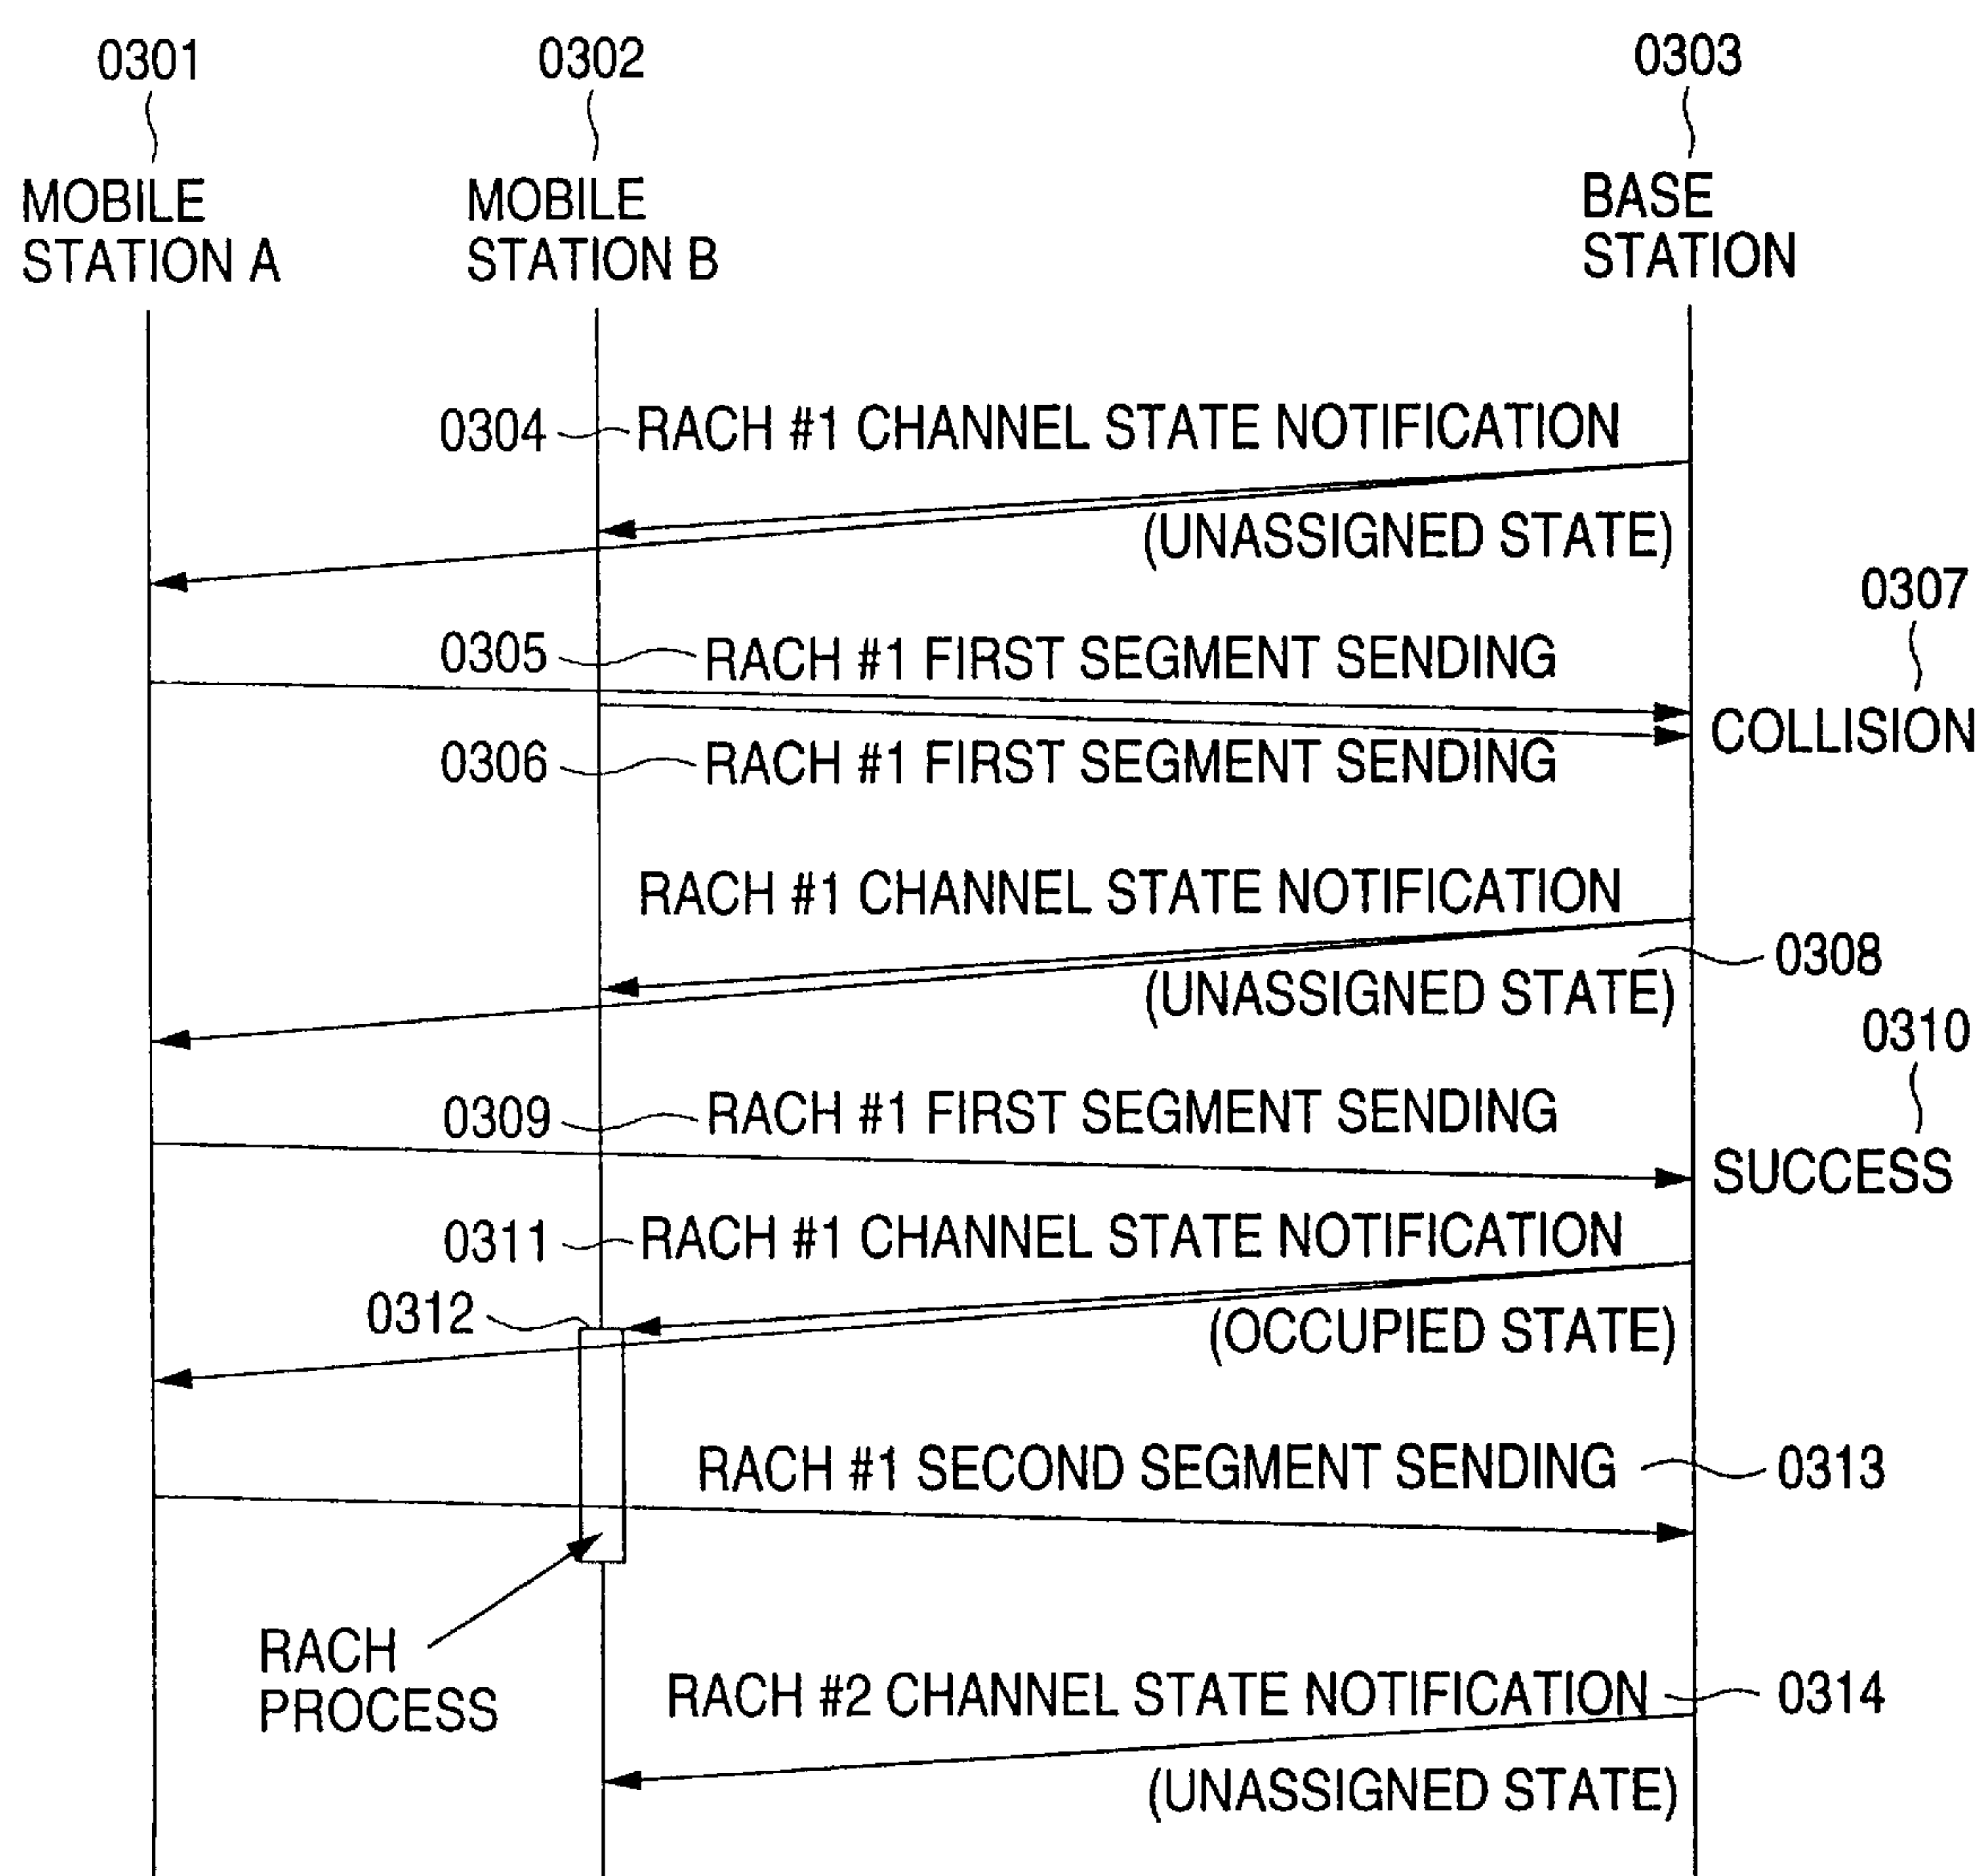 0301
0302
0303
MOBILE
STATION A
MOBILE
STATION B
BASE
STATION
0304
RACH #1 CHANNEL STATE NOTIFICATION
(UNASSIGNED STATE)
0307
0305
RACH #1 FIRST SEGMENT SENDING
COLLISION
0306
RACH #1 FIRST SEGMENT SENDING
RACH #1 CHANNEL STATE NOTIFICATION
0308
(UNASSIGNED STATE)
0310
0309
RACH #1 FIRST SEGMENT SENDING
SUCCESS
0311
RACH #1 CHANNEL STATE NOTIFICATION
0312
(OCCUPIED STATE)
RACH #1 SECOND SEGMENT SENDING
0313
RACH
PROCESS
RACH #2 CHANNEL STATE NOTIFICATION
0314
(UNASSIGNED STATE)